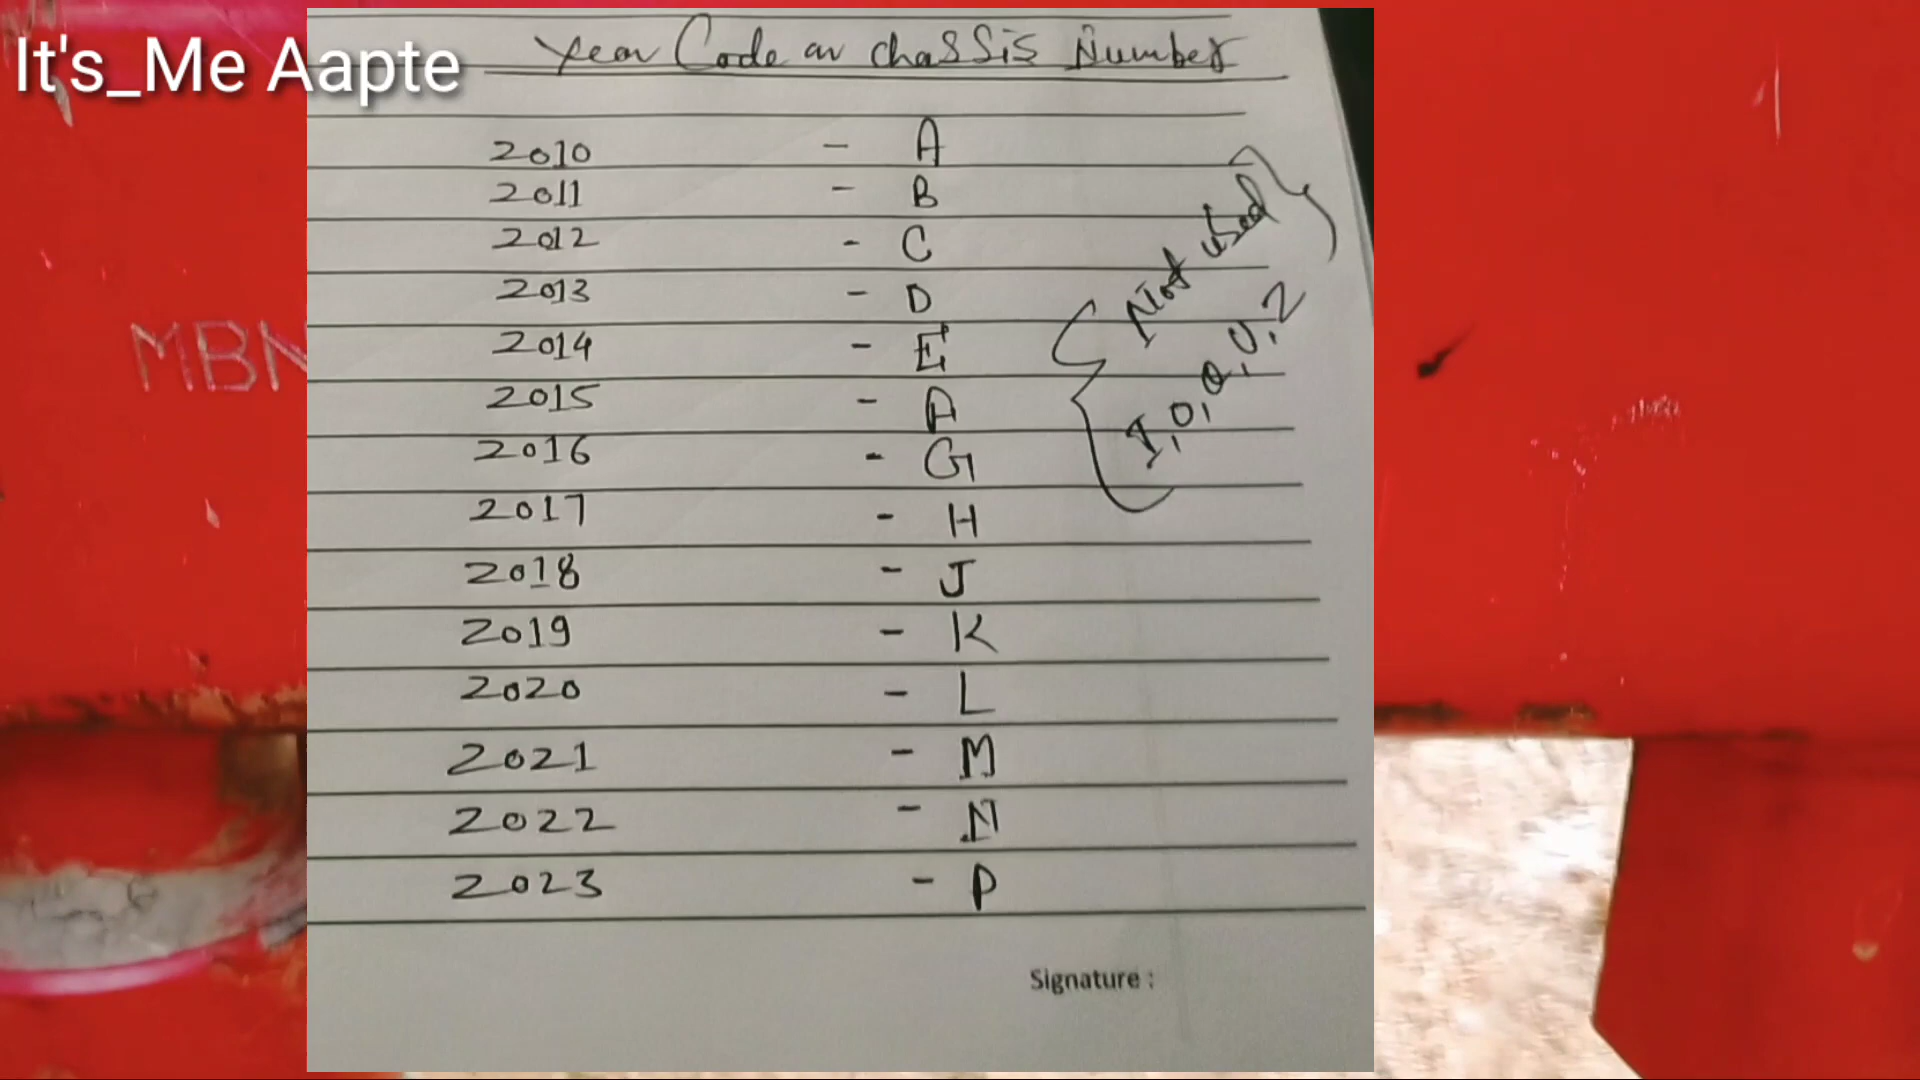 It's_Me Aapte
Year Code on chassis Number
2010 - A
2011 - B
2012 - C
2013 - D
2014 - E
2015 - A
2016 - G
2017 - H
2018 - J
2019 - K
2020 - L
2021 - M
2022 - N
2023 - P
Not used
I, O, Q, U, Z
MBN
Signature :